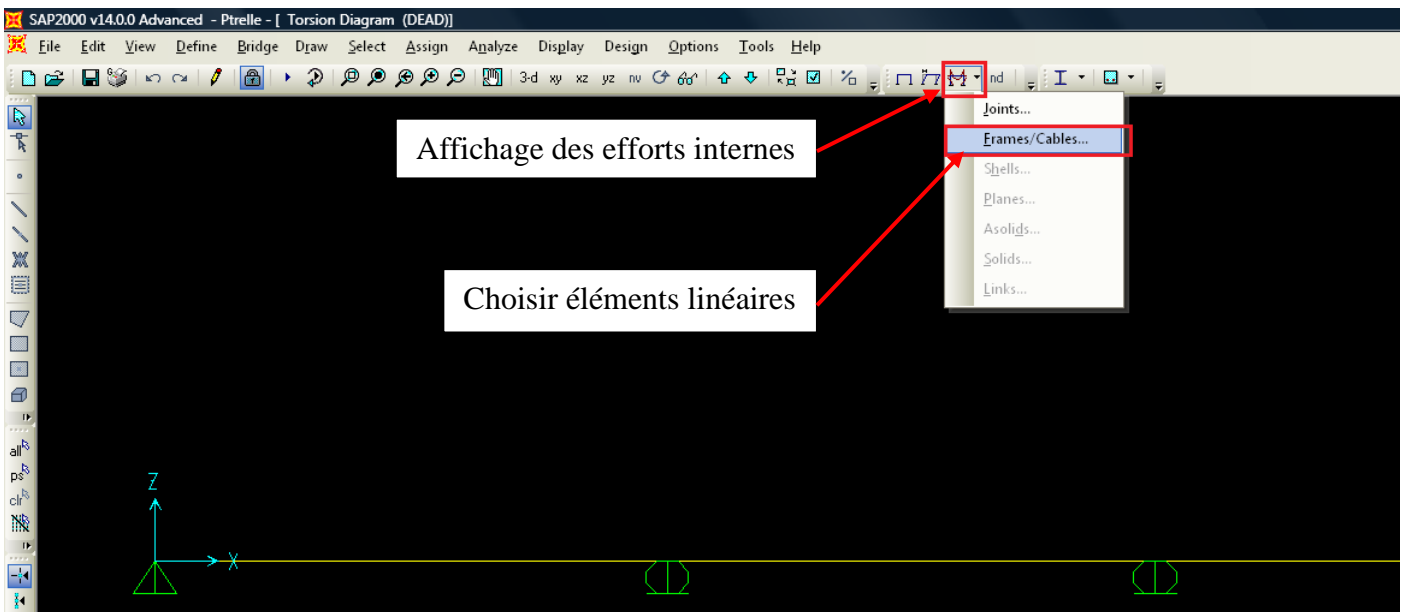 SAP2000 v14.0.0 Advanced - Ptrelle - [ Torsion Diagram (DEAD)]
File Edit View Define Bridge Draw Select Assign Analyze Display Design Options Tools Help
3-d xy xz yz nv nd
Joints...
Frames/Cables...
Shells...
Planes...
Asolids...
Solids...
Links...
Affichage des efforts internes
Choisir éléments linéaires
all
ps
clr
Z
X